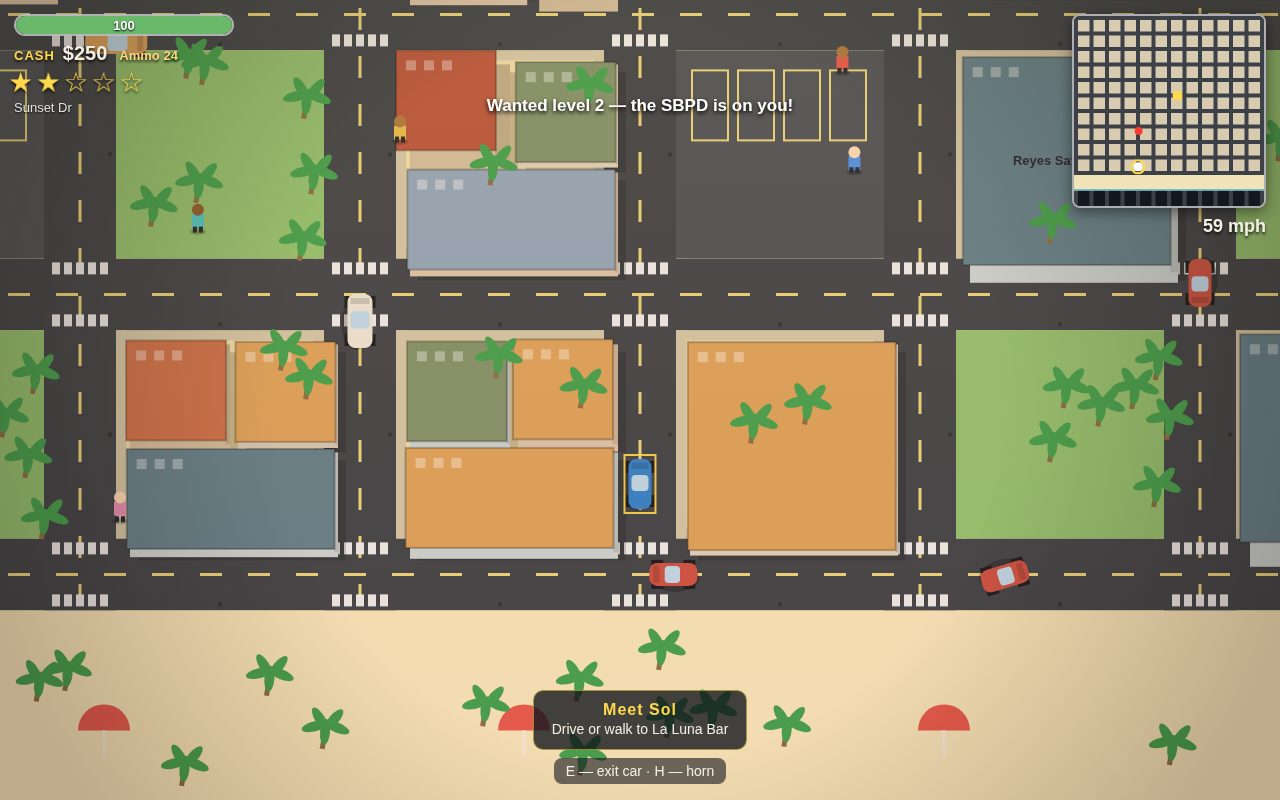 100
CASH $250 Ammo 24
★★☆☆☆
Sunset Dr
Wanted level 2 — the SBPD is on you!
Reyes
59 mph
Meet Sol
Drive or walk to La Luna Bar
E — exit car · H — horn